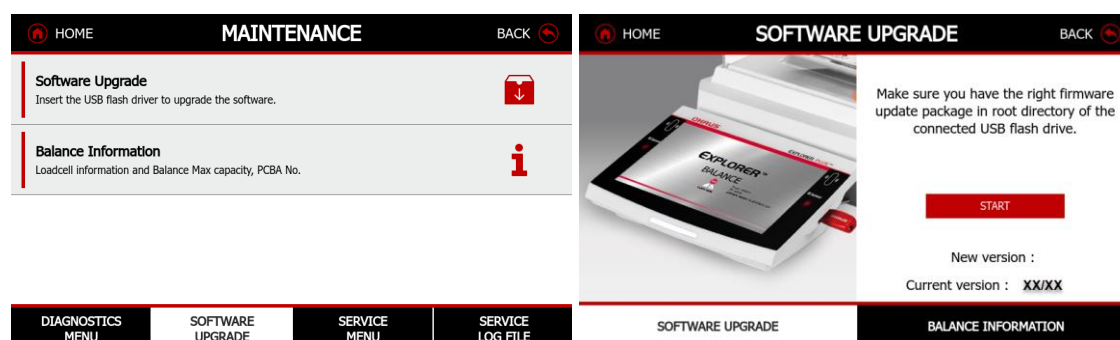 HOME
MAINTENANCE
BACK
Software Upgrade
Insert the USB flash driver to upgrade the software.
Balance Information
Loadcell information and Balance Max capacity, PCBA No.
DIAGNOSTICS
MENU
SOFTWARE
UPGRADE
SERVICE
MENU
SERVICE
LOG FILE
HOME
SOFTWARE UPGRADE
BACK
OHAUS
EXPLORER
BALANCE
Make sure you have the right firmware
update package in root directory of the
connected USB flash drive.
START
New version :
Current version : XX/XX
SOFTWARE UPGRADE
BALANCE INFORMATION